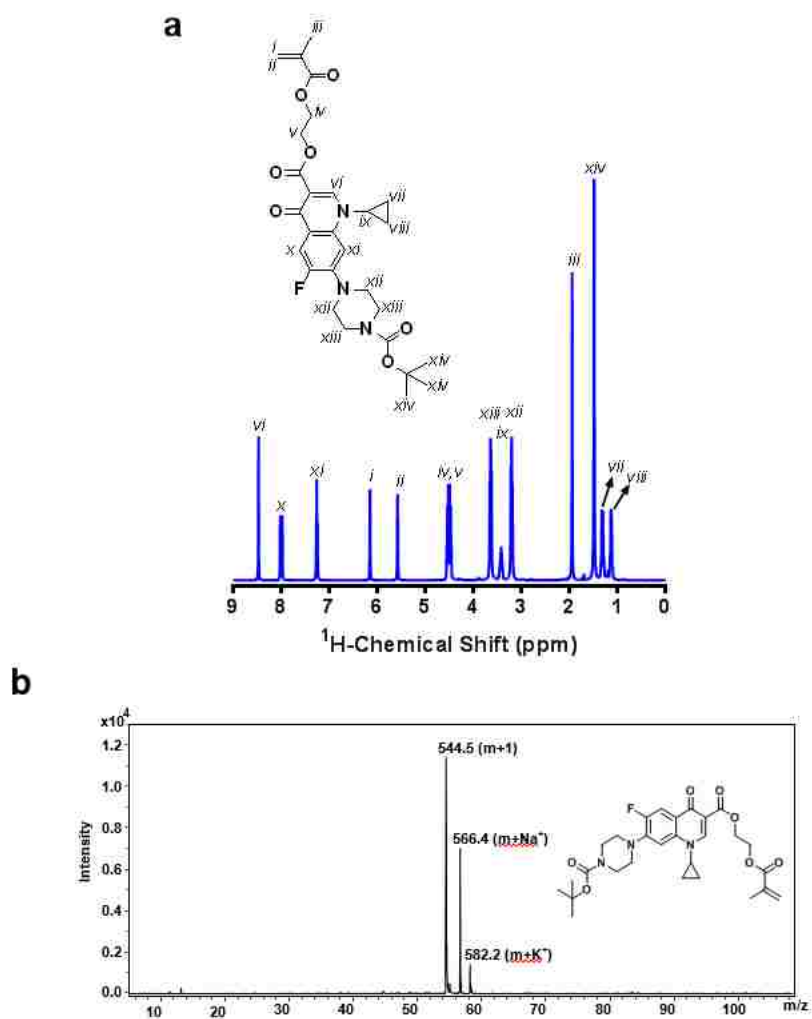 a
iii
i
ii
O
O
iv
v
O
O
vi
vii
O
N
ix
viii
x
xi
F
N
xii
xii
xiii
xiii
N
O
O
xiv
xiv
xiv
vi
x
xi
i
ii
iv,v
xiii
ix
xii
iii
xiv
vii
viii
9 8 7 6 5 4 3 2 1 0
1H-Chemical Shift (ppm)
b
x10^4
1.2
1.0
0.8
0.6
0.4
0.2
0.0
Intensity
544.5 (m+1)
566.4 (m+Na+)
582.2 (m+K+)
O
O
F
O
N
N
O
N
O
O
O
10 20 30 40 50 60 70 80 90 100 m/z